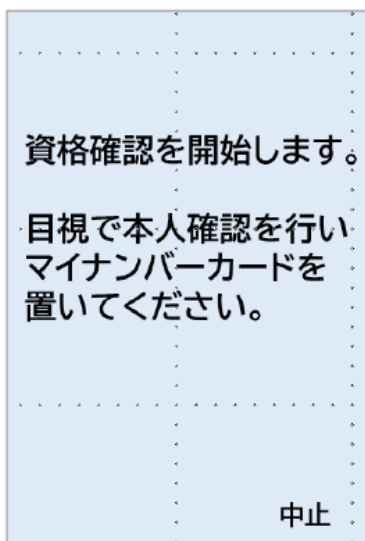 資格確認を開始します。
目視で本人確認を行い
マイナンバーカードを
置いてください。
中止